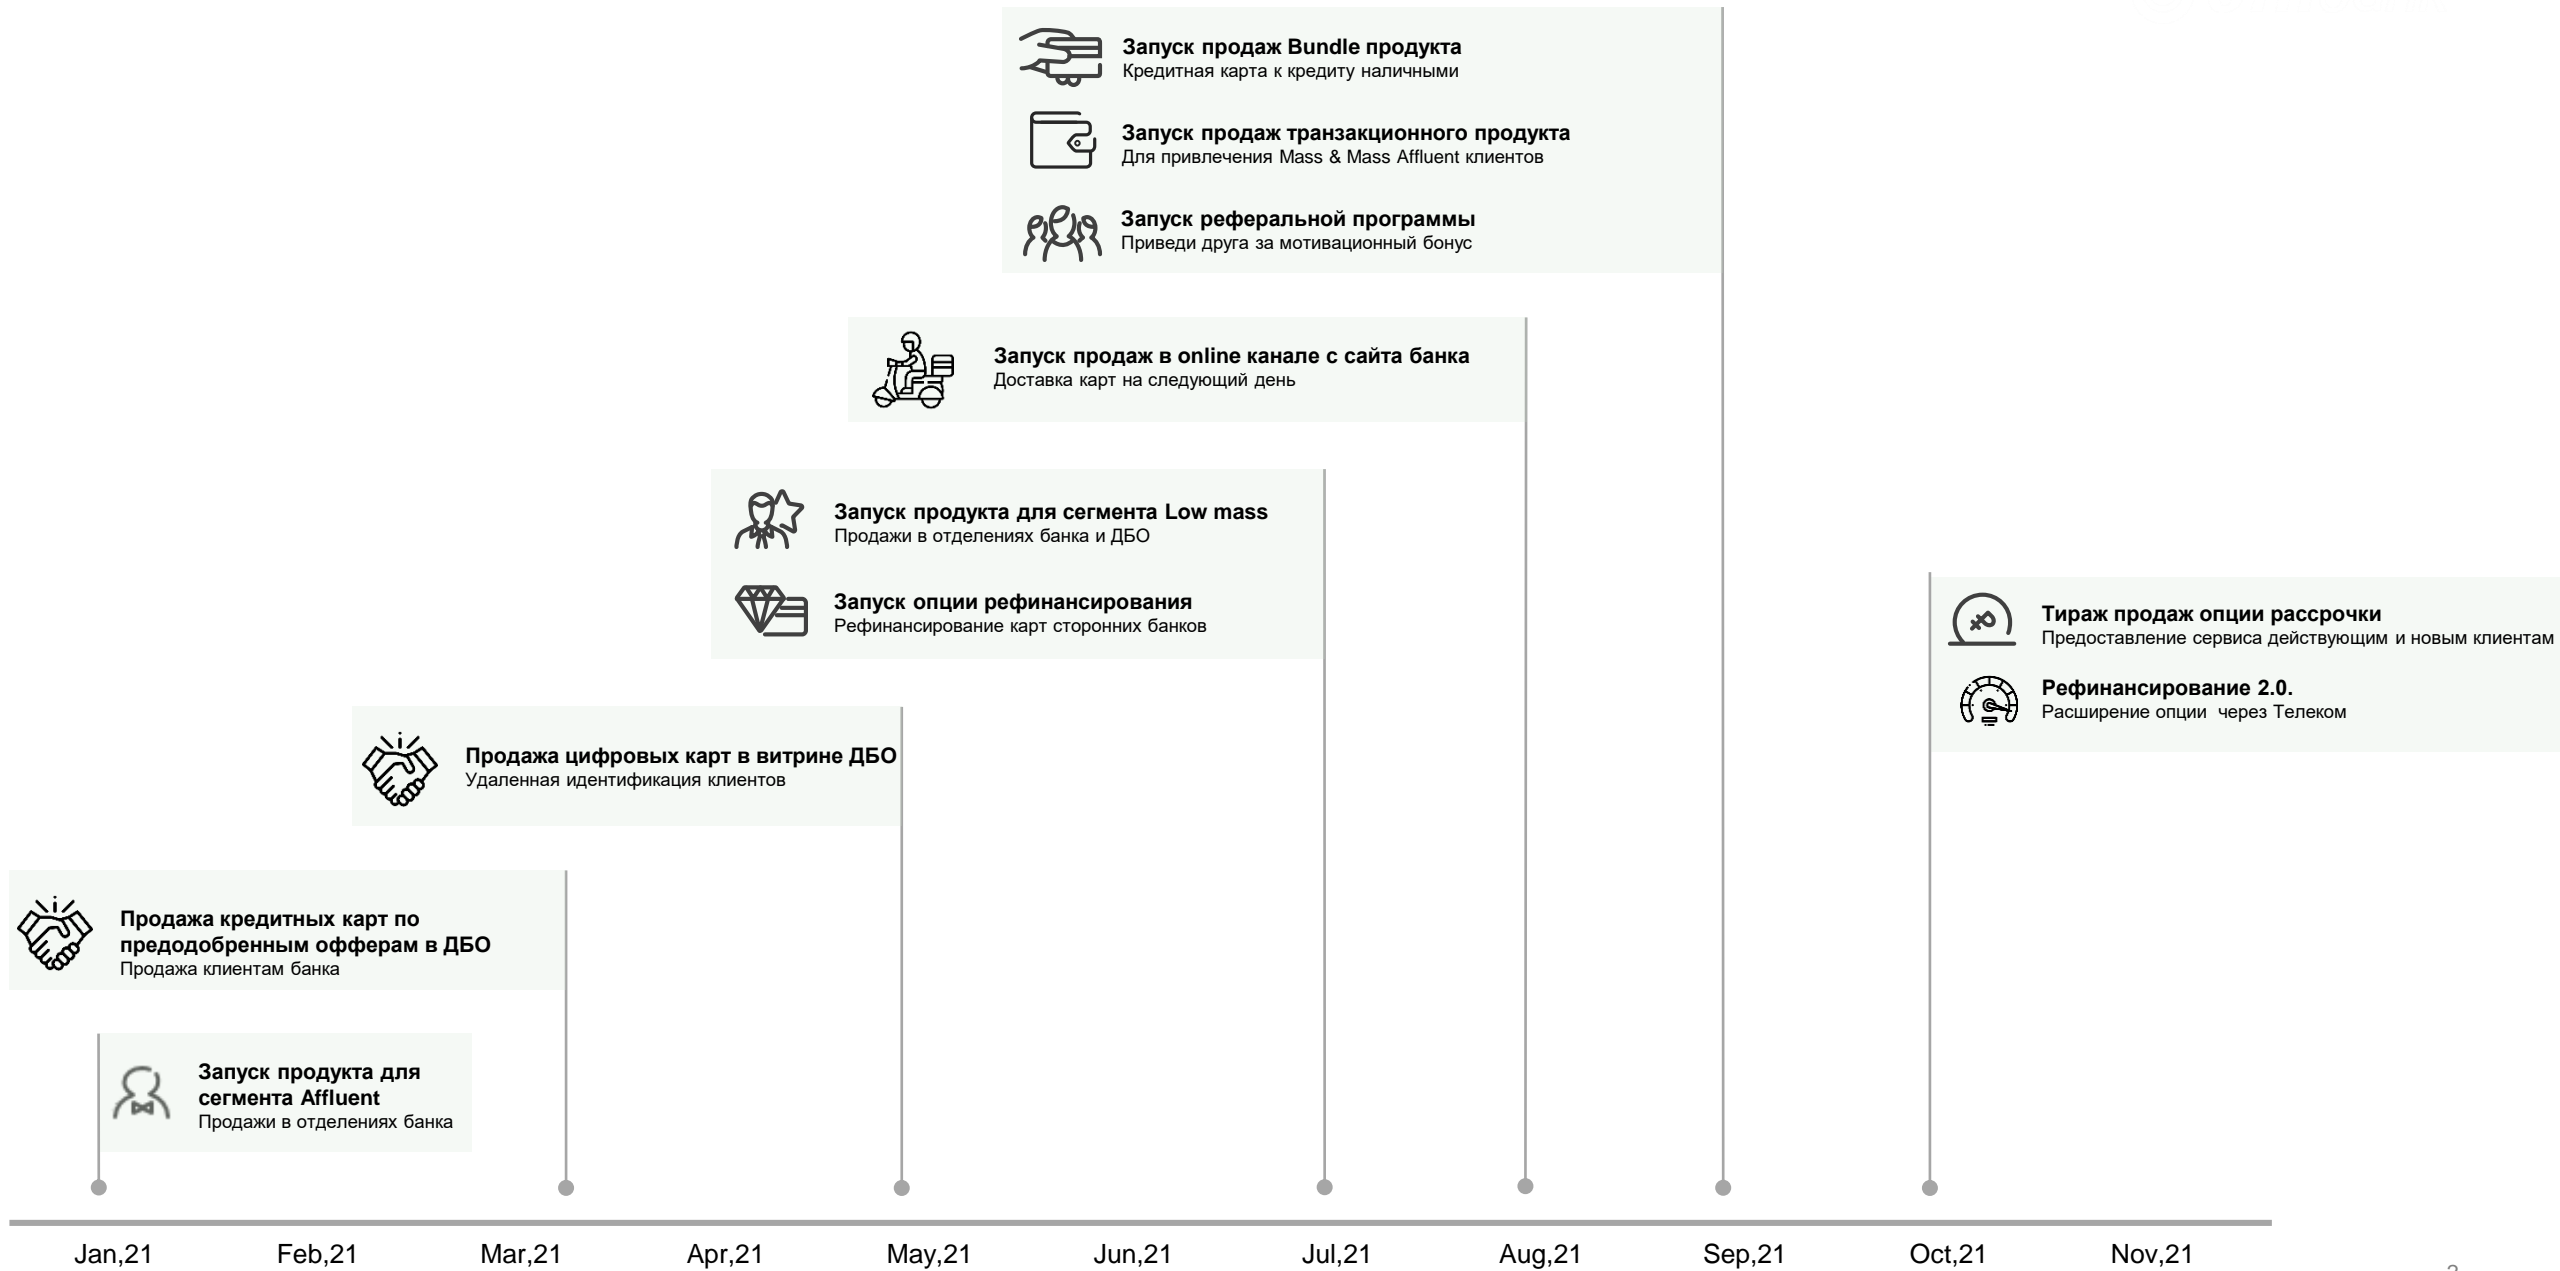 Запуск продаж Bundle продукта
Кредитная карта к кредиту наличными
Запуск продаж транзакционного продукта
Для привлечения Mass & Mass Affluent клиентов
Запуск реферальной программы
Приведи друга за мотивационный бонус
Запуск продаж в online канале с сайта банка
Доставка карт на следующий день
Запуск продукта для сегмента Low mass
Продажи в отделениях банка и ДБО
Запуск опции рефинансирования
Рефинансирование карт сторонних банков
Тираж продаж опции рассрочки
Предоставление сервиса действующим и новым клиентам
Рефинансирование 2.0.
Расширение опции через Телеком
Продажа цифровых карт в витрине ДБО
Удаленная идентификация клиентов
Продажа кредитных карт по
предодобренным офферам в ДБО
Продажа клиентам банка
Запуск продукта для
сегмента Affluent
Продажи в отделениях банка
Jan,21 Feb,21 Mar,21 Apr,21 May,21 Jun,21 Jul,21 Aug,21 Sep,21 Oct,21 Nov,21